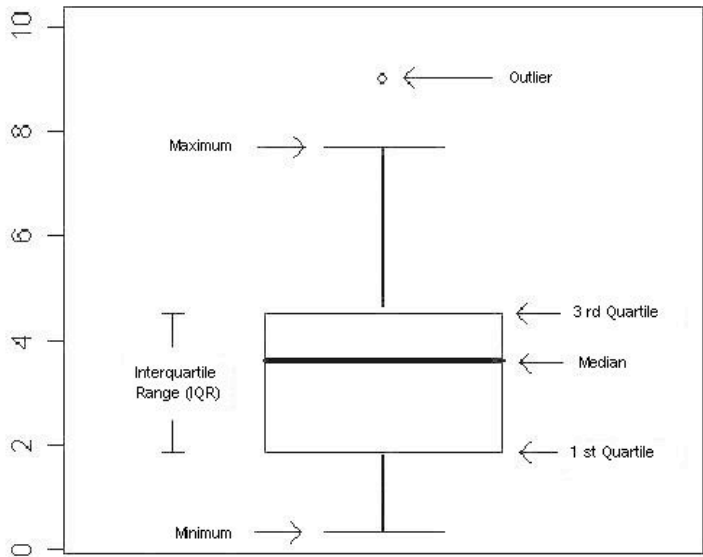 10
Outlier
8
Maximum
6
3 rd Quartile
4
Median
Interquartile
Range (IQR)
2
1 st Quartile
Minimum
0